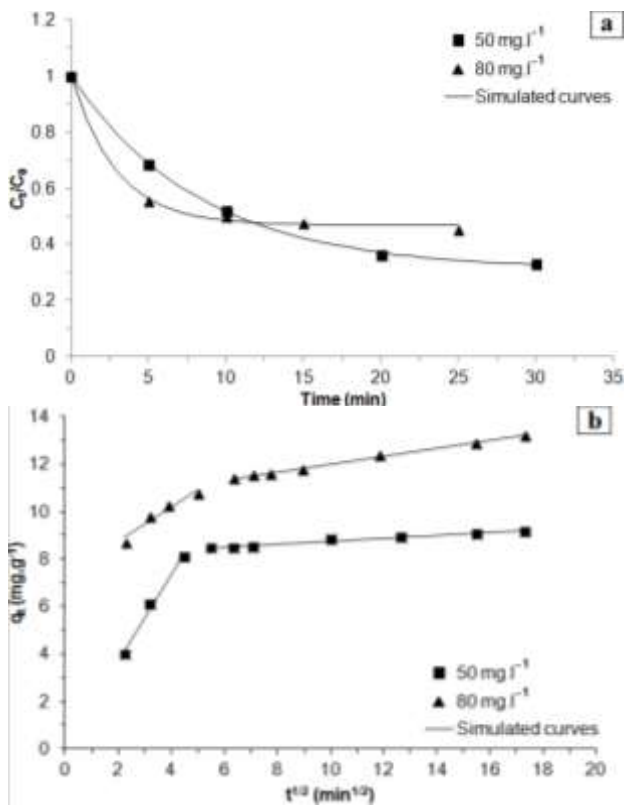 a
1.2
1
0.8
0.6
0.4
0.2
0
Cₜ/C₀
50 mg.l⁻¹
80 mg.l⁻¹
Simulated curves
0 5 10 15 20 25 30 35
Time (min)
b
14
12
10
8
6
4
2
0
qₜ (mg.g⁻¹)
50 mg.l⁻¹
80 mg.l⁻¹
Simulated curves
0 2 4 6 8 10 12 14 16 18 20
t¹/² (min¹/²)